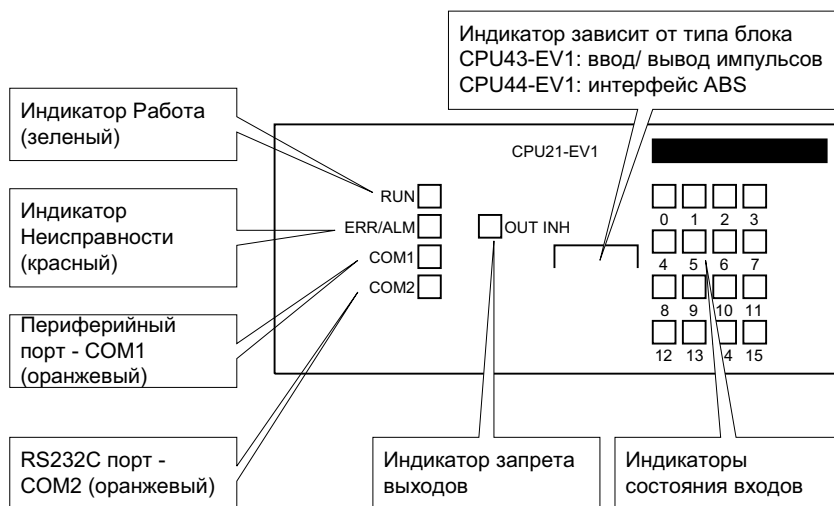 Индикатор зависит от типа блока
CPU43-EV1: ввод/ вывод импульсов
CPU44-EV1: интерфейс ABS
Индикатор Работа
(зеленый)
Индикатор
Неисправности
(красный)
Периферийный
порт - COM1
(оранжевый)
RS232C порт -
COM2 (оранжевый)
CPU21-EV1
RUN
ERR/ALM
COM1
COM2
OUT INH
0 1 2 3
4 5 6 7
8 9 10 11
12 13 4 15
Индикатор запрета
выходов
Индикаторы
состояния входов